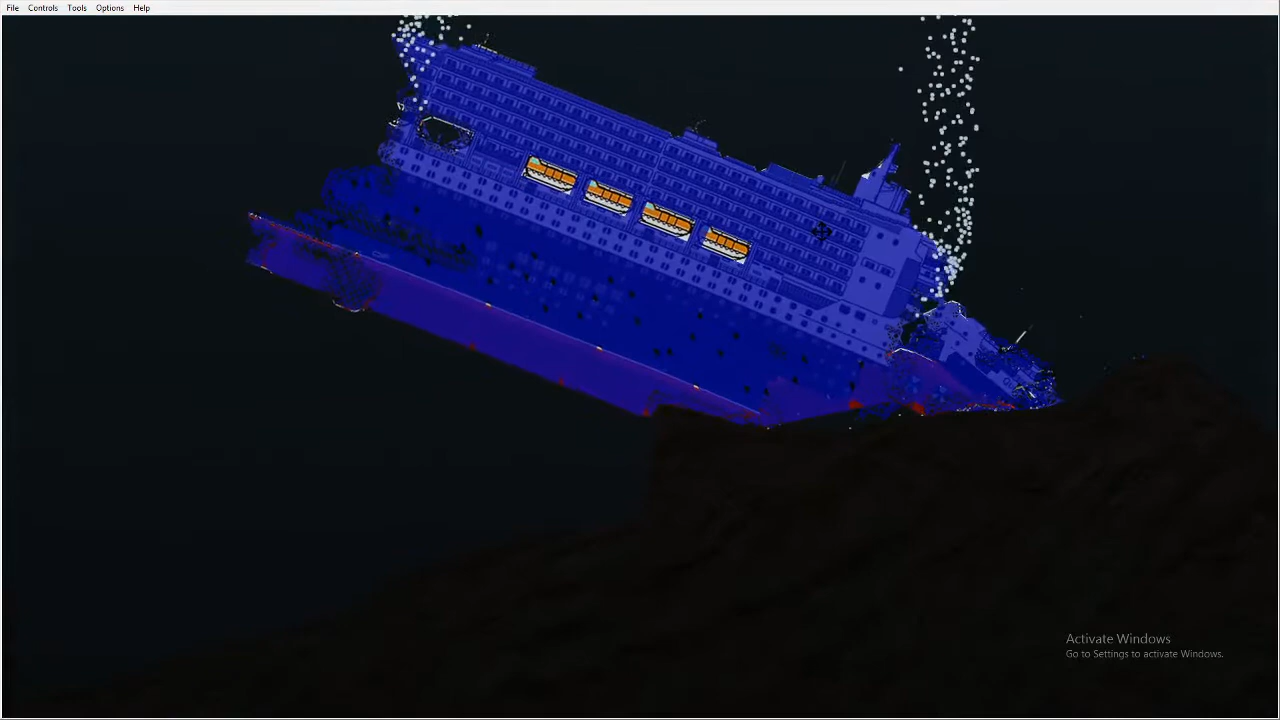 File Controls Tools Options Help
Activate Windows
Go to Settings to activate Windows.